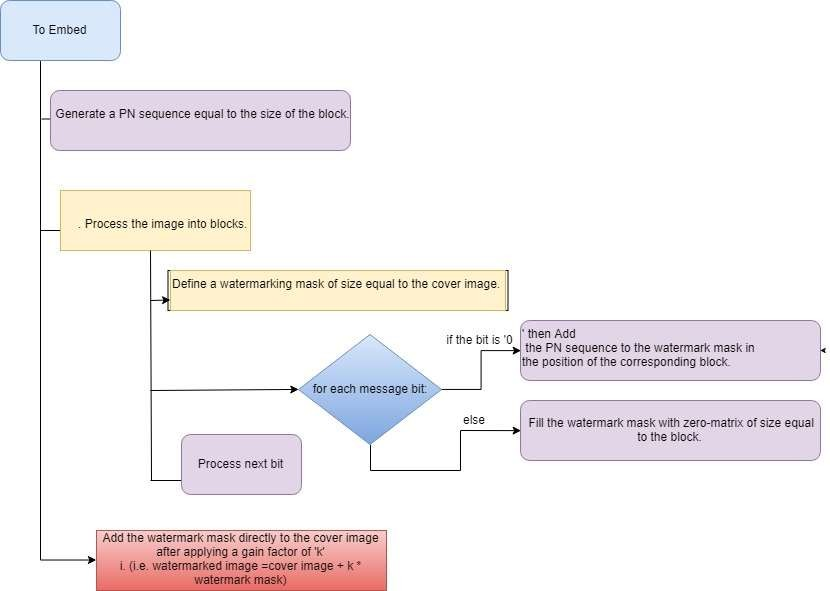 To Embed
Generate a PN sequence equal to the size of the block.
. Process the image into blocks.
Define a watermarking mask of size equal to the cover image.
if the bit is '0
' then Add
the PN sequence to the watermark mask in
the position of the corresponding block.
for each message bit:
else
Fill the watermark mask with zero-matrix of size equal
to the block.
Process next bit
Add the watermark mask directly to the cover image
after applying a gain factor of 'k'
i. (i.e. watermarked image =cover image + k *
watermark mask)